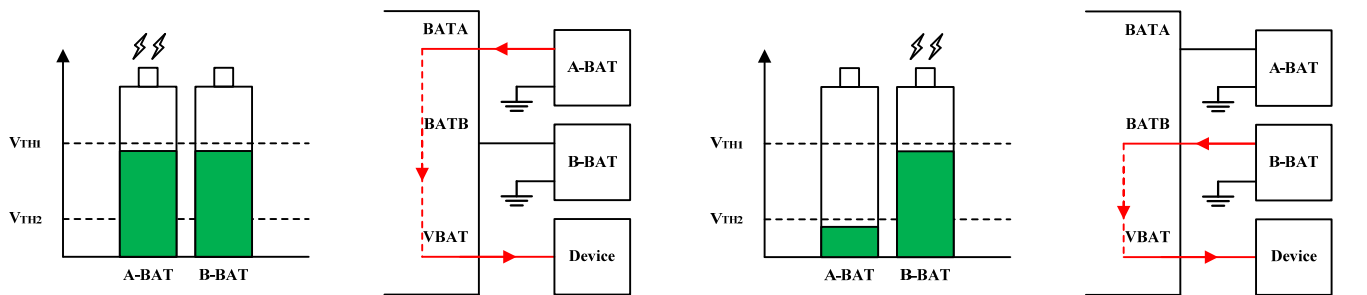 VTH1
VTH2
A-BAT B-BAT
BATA
BATB
VBAT
A-BAT
B-BAT
Device
VTH1
VTH2
A-BAT B-BAT
BATA
BATB
VBAT
A-BAT
B-BAT
Device